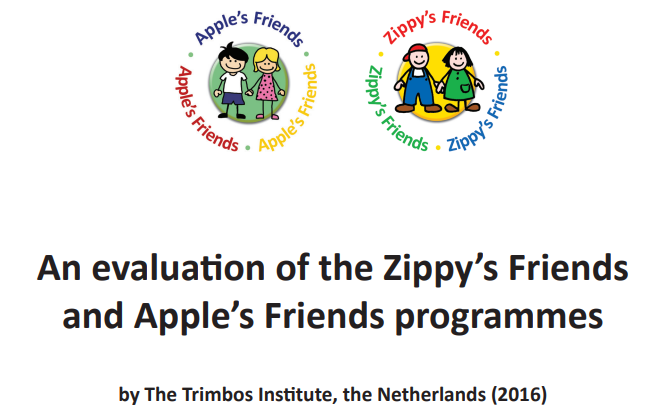 Apple's Friends
Apple's Friends • Apple's Friends
Zippy's Friends
Zippy's Friends • Zippy's Friends
An evaluation of the Zippy’s Friends
and Apple’s Friends programmes
by The Trimbos Institute, the Netherlands (2016)